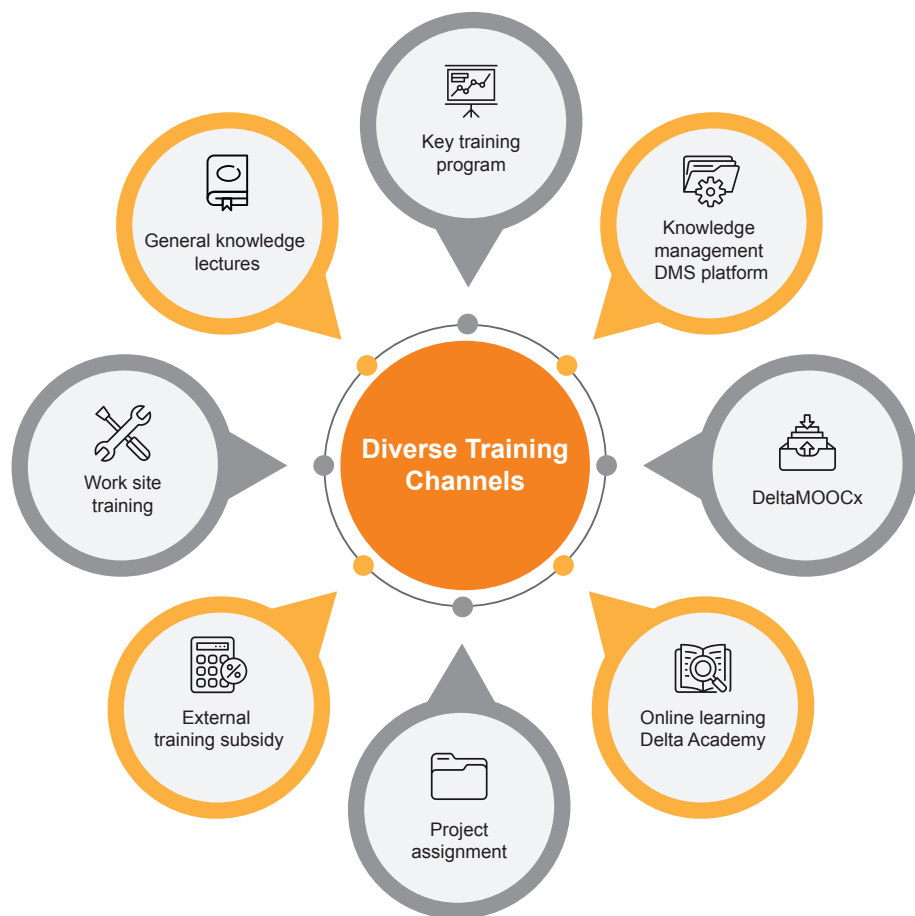 Key training
program
General knowledge
lectures
Knowledge
management
DMS platform
Diverse Training
Channels
Work site
training
DeltaMOOCx
External
training subsidy
Online learning
Delta Academy
Project
assignment